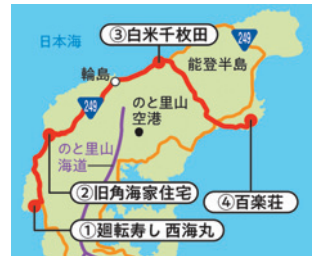 ③白米千枚田
249
日本海
能登半島
輪島
249
のと里山
空港
のと里山
海道
②旧角海家住宅
④百楽荘
①廻転寿し 西海丸